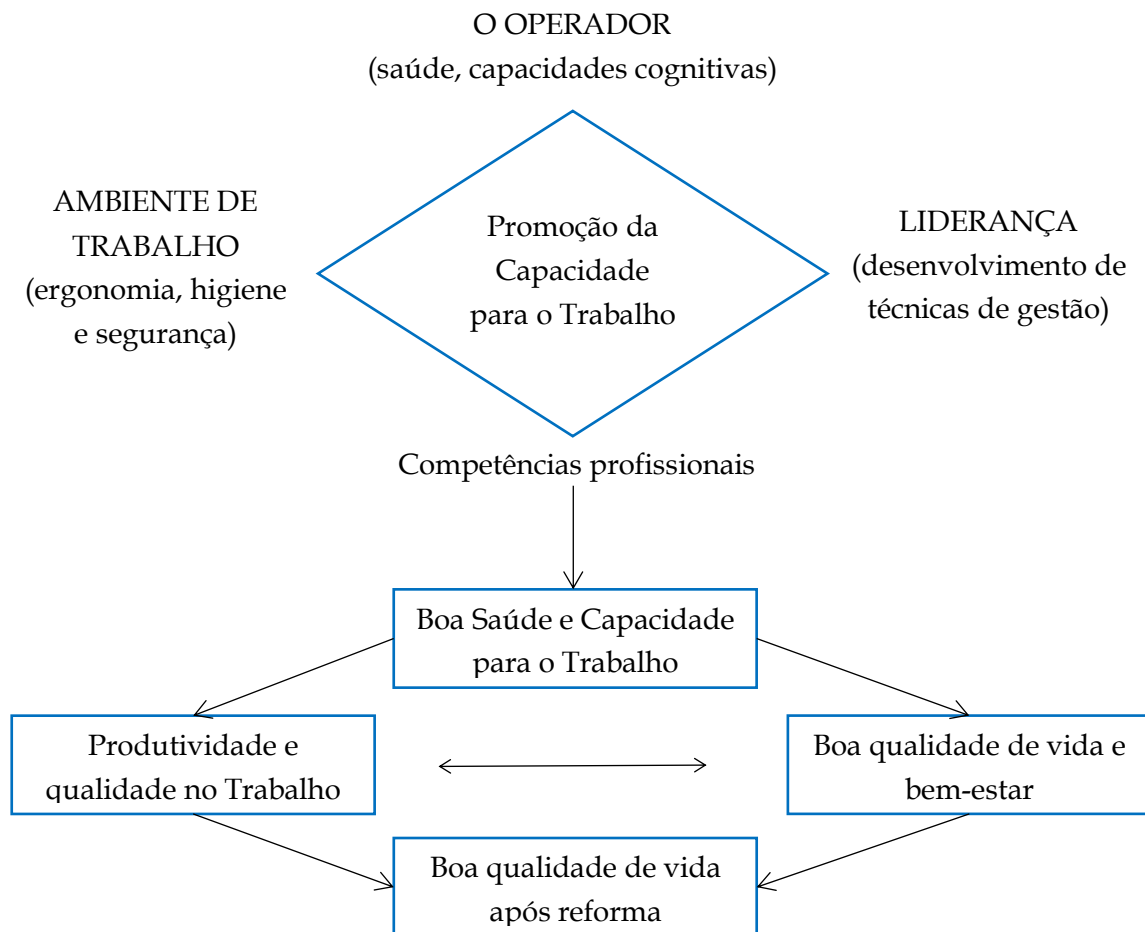 O OPERADOR
(saúde, capacidades cognitivas)
AMBIENTE DE
TRABALHO
(ergonomia, higiene
e segurança)
Promoção da
Capacidade
para o Trabalho
LIDERANÇA
(desenvolvimento de
técnicas de gestão)
Competências profissionais
Boa Saúde e Capacidade
para o Trabalho
Produtividade e
qualidade no Trabalho
Boa qualidade de vida e
bem-estar
Boa qualidade de vida
após reforma